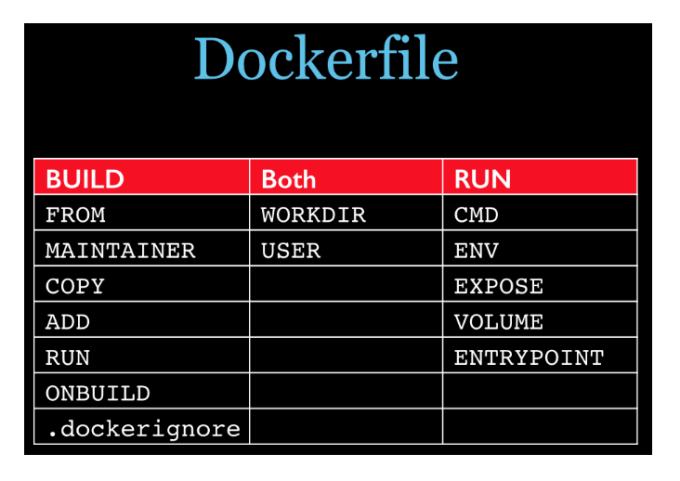 Dockerfile
BUILD Both RUN
FROM WORKDIR CMD
MAINTAINER USER ENV
COPY EXPOSE
ADD VOLUME
RUN ENTRYPOINT
ONBUILD
.dockerignore